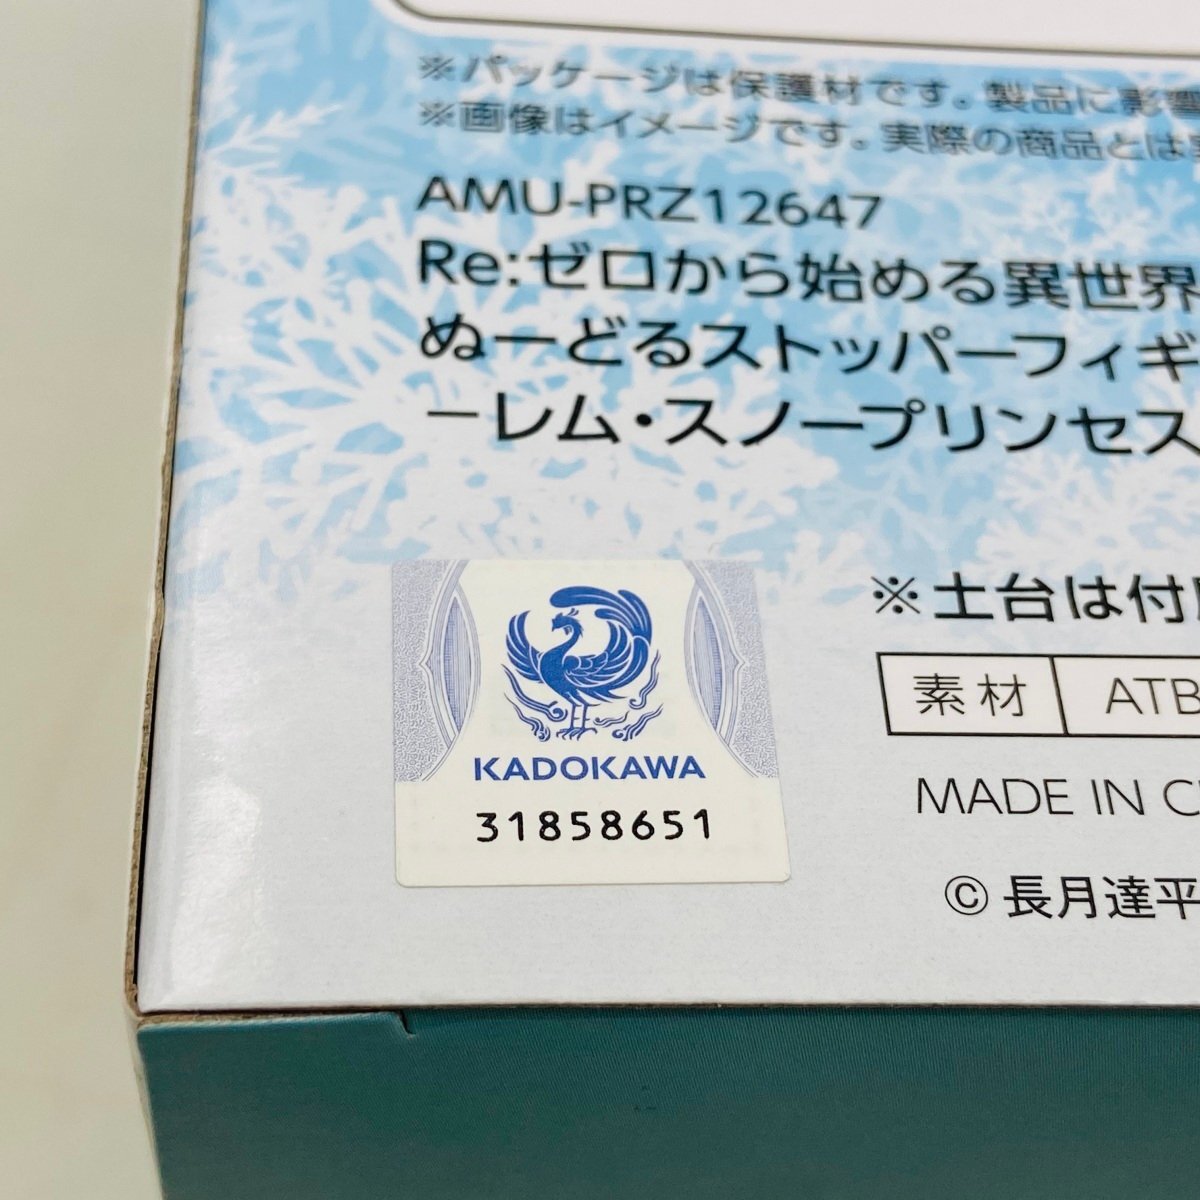 ※パッケージは保護材です。製品に影響
※画像はイメージです。実際の商品とは異
AMU-PRZ12647
Re:ゼロから始める異世界
ぬーどるストッパーフィギ
－レム・スノープリンセス
※土台は付
素材 ATB
MADE IN C
© 長月達平
KADOKAWA
31858651